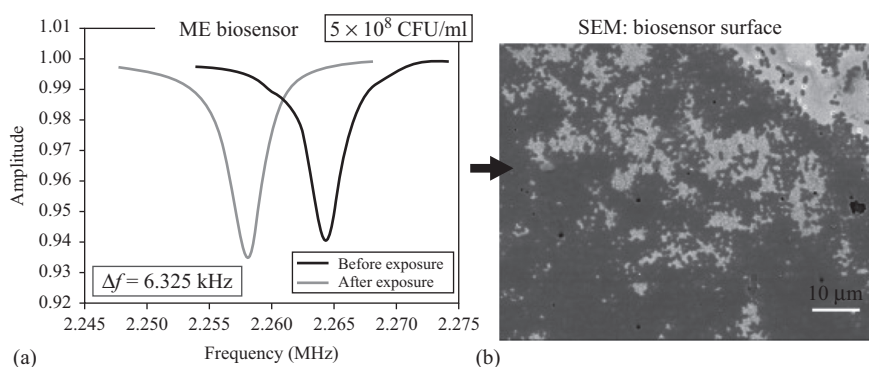 ME biosensor
5 × 10⁸ CFU/ml
SEM: biosensor surface
1.01
1.00
0.99
0.98
0.97
0.96
0.95
0.94
0.93
0.92
Amplitude
Before exposure
After exposure
Δf = 6.325 kHz
2.245 2.250 2.255 2.260 2.265 2.270 2.275
Frequency (MHz)
10 μm
(a)
(b)